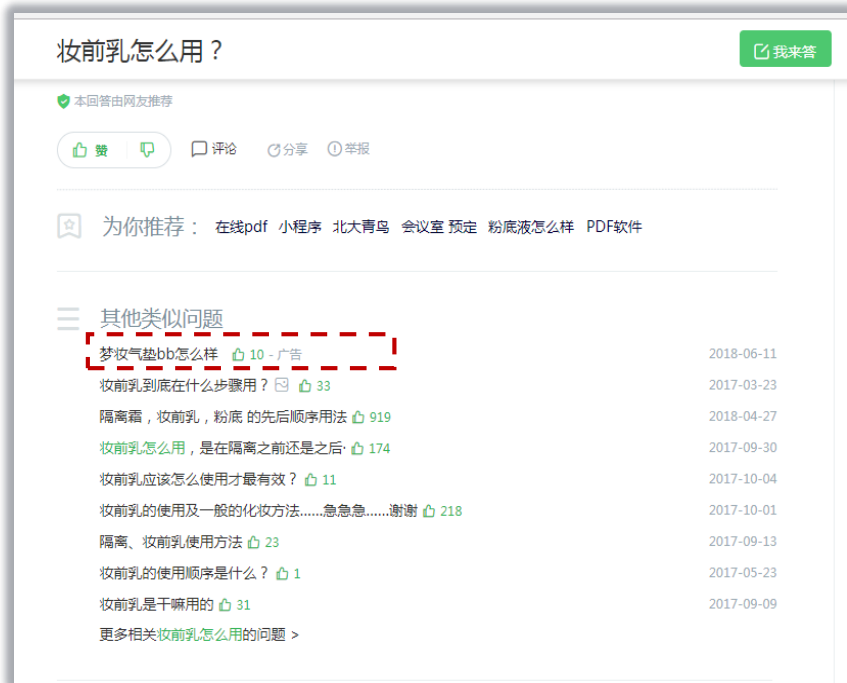 妆前乳怎么用？
我来答
本回答由网友推荐
赞 评论 分享 举报
为你推荐： 在线pdf 小程序 北大青鸟 会议室 预定 粉底液怎么样 PDF软件
其他类似问题
梦妆气垫bb怎么样 10 - 广告 2018-06-11
妆前乳到底在什么步骤用？ 33 2017-03-23
隔离霜，妆前乳，粉底 的先后顺序用法 919 2018-04-27
妆前乳怎么用，是在隔离之前还是之后· 174 2017-09-30
妆前乳应该怎么使用才最有效？ 11 2017-10-04
妆前乳的使用及一般的化妆方法......急急急......谢谢 218 2017-10-01
隔离、妆前乳使用方法 23 2017-09-13
妆前乳的使用顺序是什么？ 1 2017-05-23
妆前乳是干嘛用的 31 2017-09-09
更多相关妆前乳怎么用的问题 >